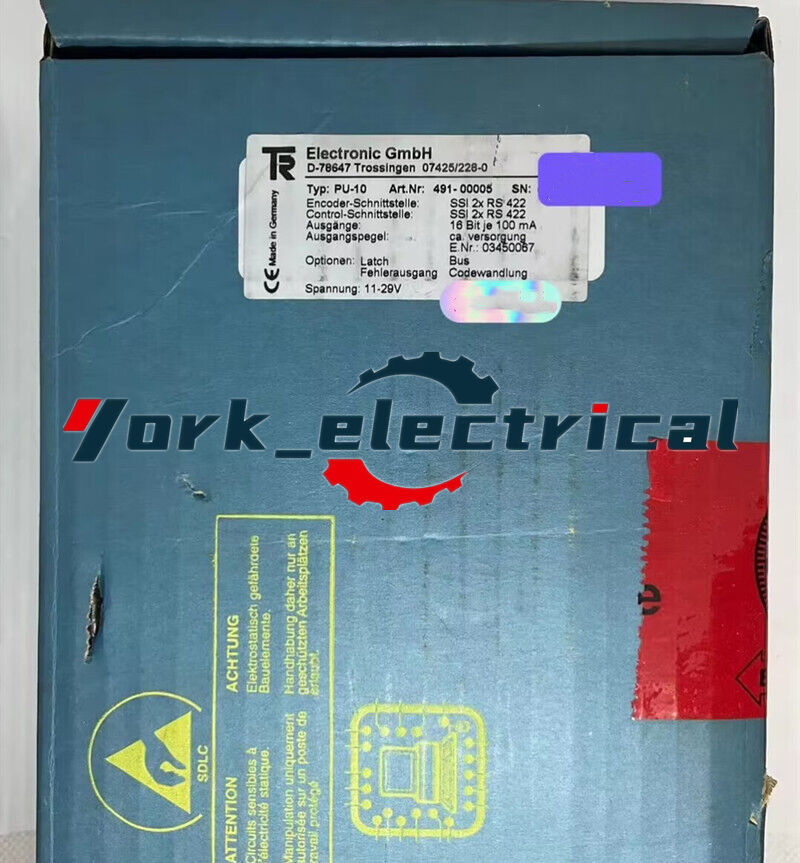 TR
Electronic GmbH
D-78647 Trossingen 07425/228-0
Typ: PU-10 Art.Nr: 491-00005 SN:
Encoder-Schnittstelle: SSI 2x RS 422
Control-Schnittstelle: SSI 2x RS 422
Ausgänge: 16 Bit je 100 mA
Ausgangspegel: ca. versorgung
E.Nr.: 03450067
Optionen: Latch Bus
Fehlerausgang Codewandlung
Spannung: 11-29V
CE Made in Germany
York_electrical
ACHTUNG
Elektrostatisch gefährdete
Bauelemente.
Handhabung daher nur an
geschützten Arbeitsplätzen
erlaubt.
SDLC
ATTENTION
Circuits sensibles à
l'électricité statique.
Manipulation uniquement
autorisée sur un poste de
travail protégé